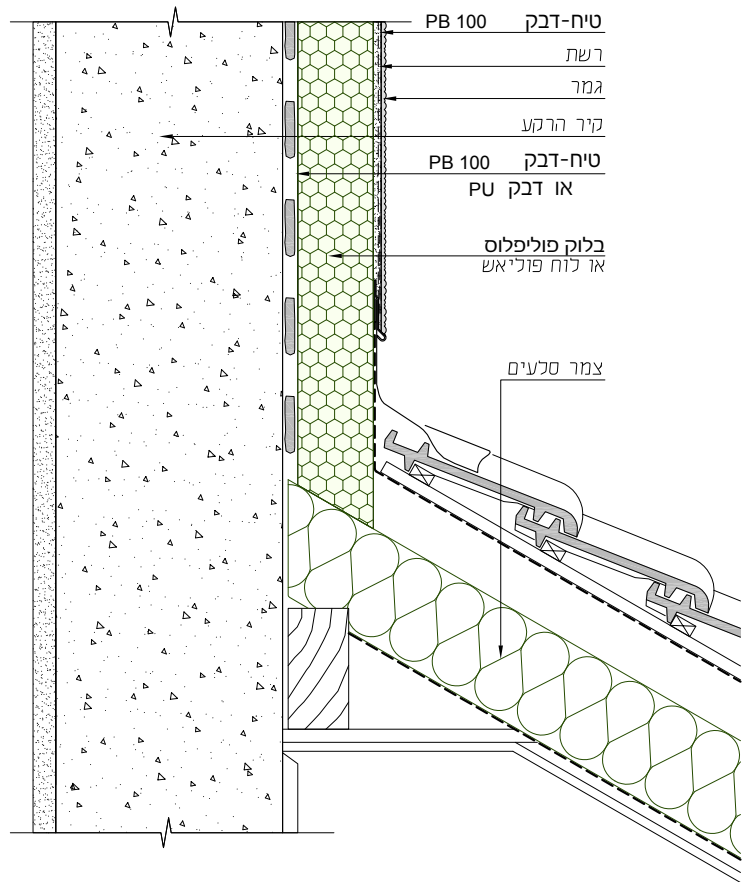 טיח-דבק PB 100
רשת
גמר
קיר הרקע
טיח-דבק PB 100
או דבק PU
בלוק פוליפלוס
או לוח פוליאש
צמר סלעים